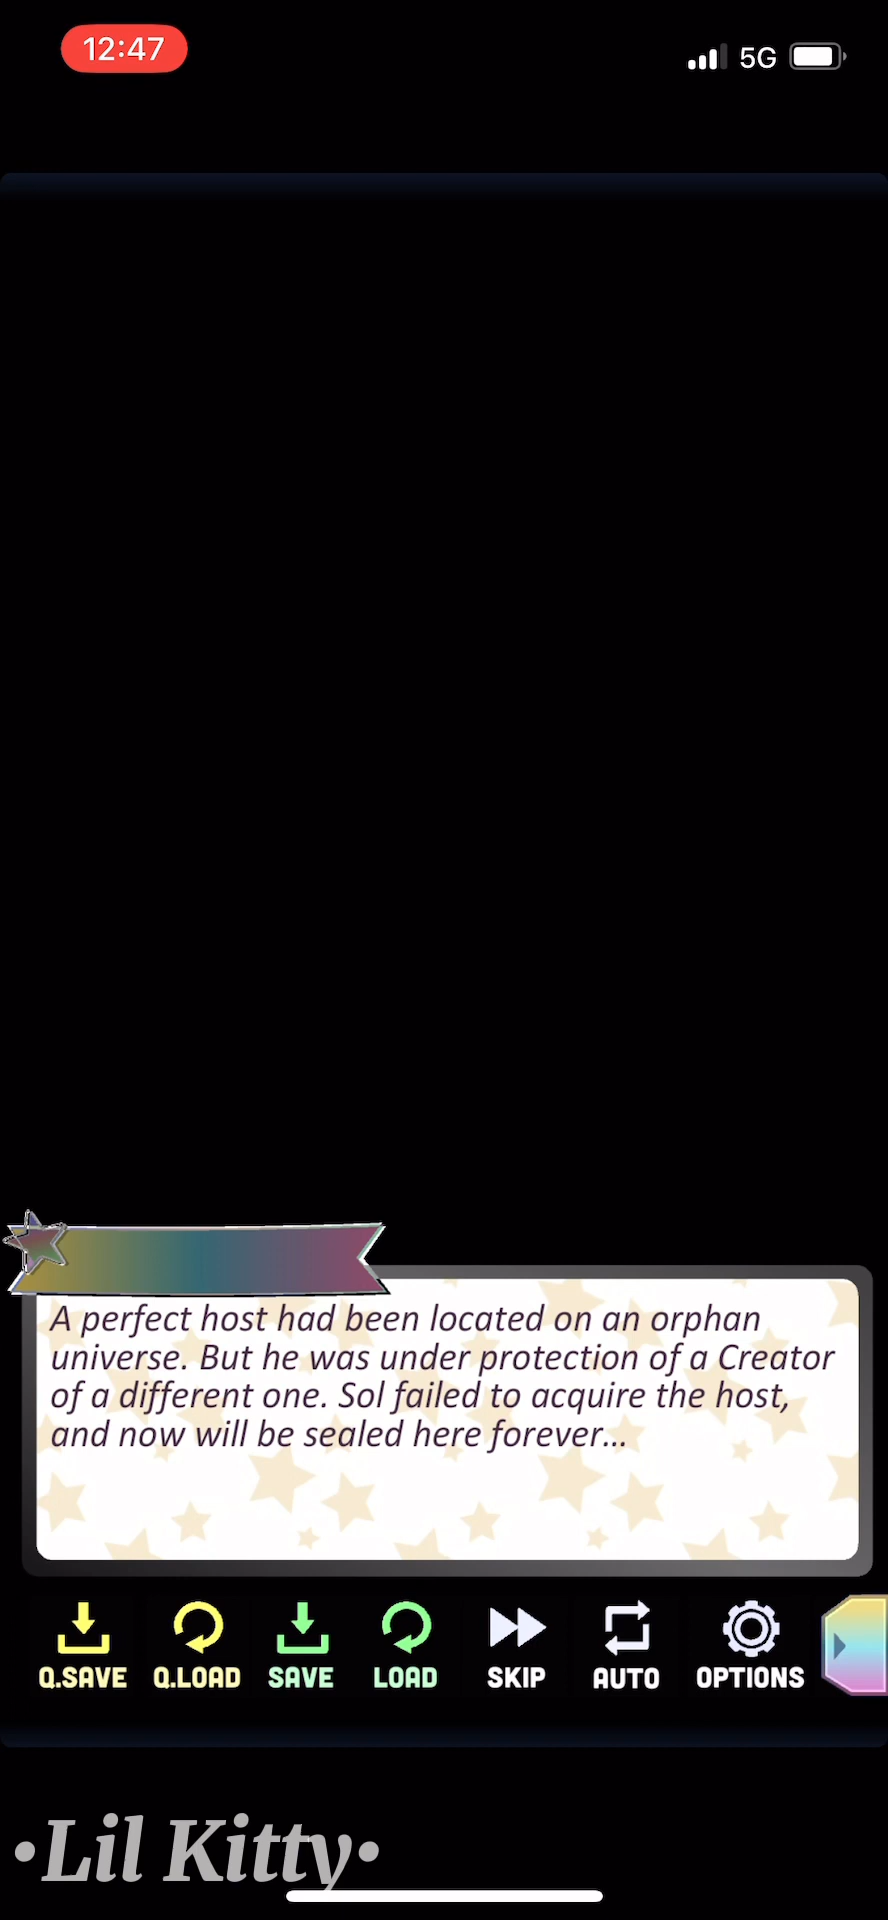 12:47
5G
A perfect host had been located on an orphan
universe. But he was under protection of a Creator
of a different one. Sol failed to acquire the host,
and now will be sealed here forever...
Q.SAVE Q.LOAD SAVE LOAD SKIP AUTO OPTIONS
•Lil Kitty•